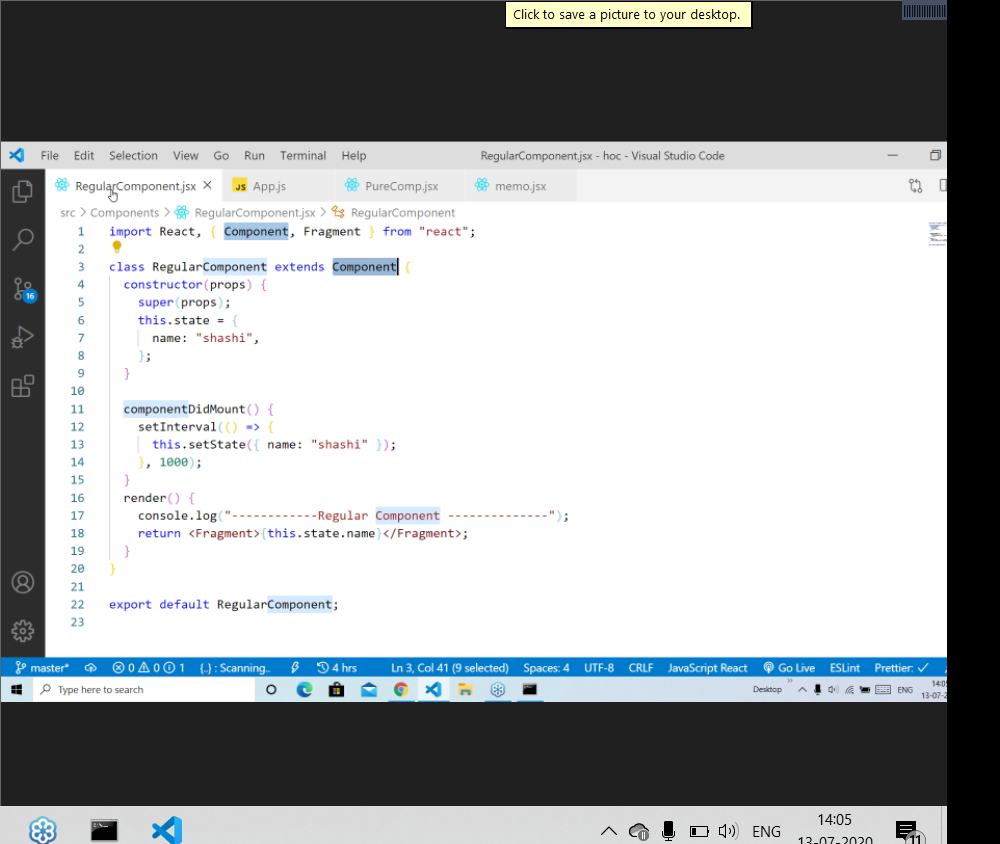 Click to save a picture to your desktop.
File Edit Selection View Go Run Terminal Help RegularComponent.jsx - hoc - Visual Studio Code
RegularComponent.jsx JS App.js PureComp.jsx memo.jsx
src > Components > RegularComponent.jsx > RegularComponent
1 import React, { Component, Fragment } from "react";
2
3 class RegularComponent extends Component {
4 constructor(props) {
5 super(props);
6 this.state = {
7 name: "shashi",
8 };
9 }
10
11 componentDidMount() {
12 setInterval(() => {
13 this.setState({ name: "shashi" });
14 }, 1000);
15 }
16 render() {
17 console.log("------------Regular Component --------------");
18 return <Fragment>{this.state.name}</Fragment>;
19 }
20 }
21
22 export default RegularComponent;
23
16
master* 0 0 1 {..} : Scanning.. 4 hrs Ln 3, Col 41 (9 selected) Spaces: 4 UTF-8 CRLF JavaScript React Go Live ESLint Prettier: ✓
Type here to search Desktop ENG 14:05
13-07-2
ENG 14:05
13-07-2020 11